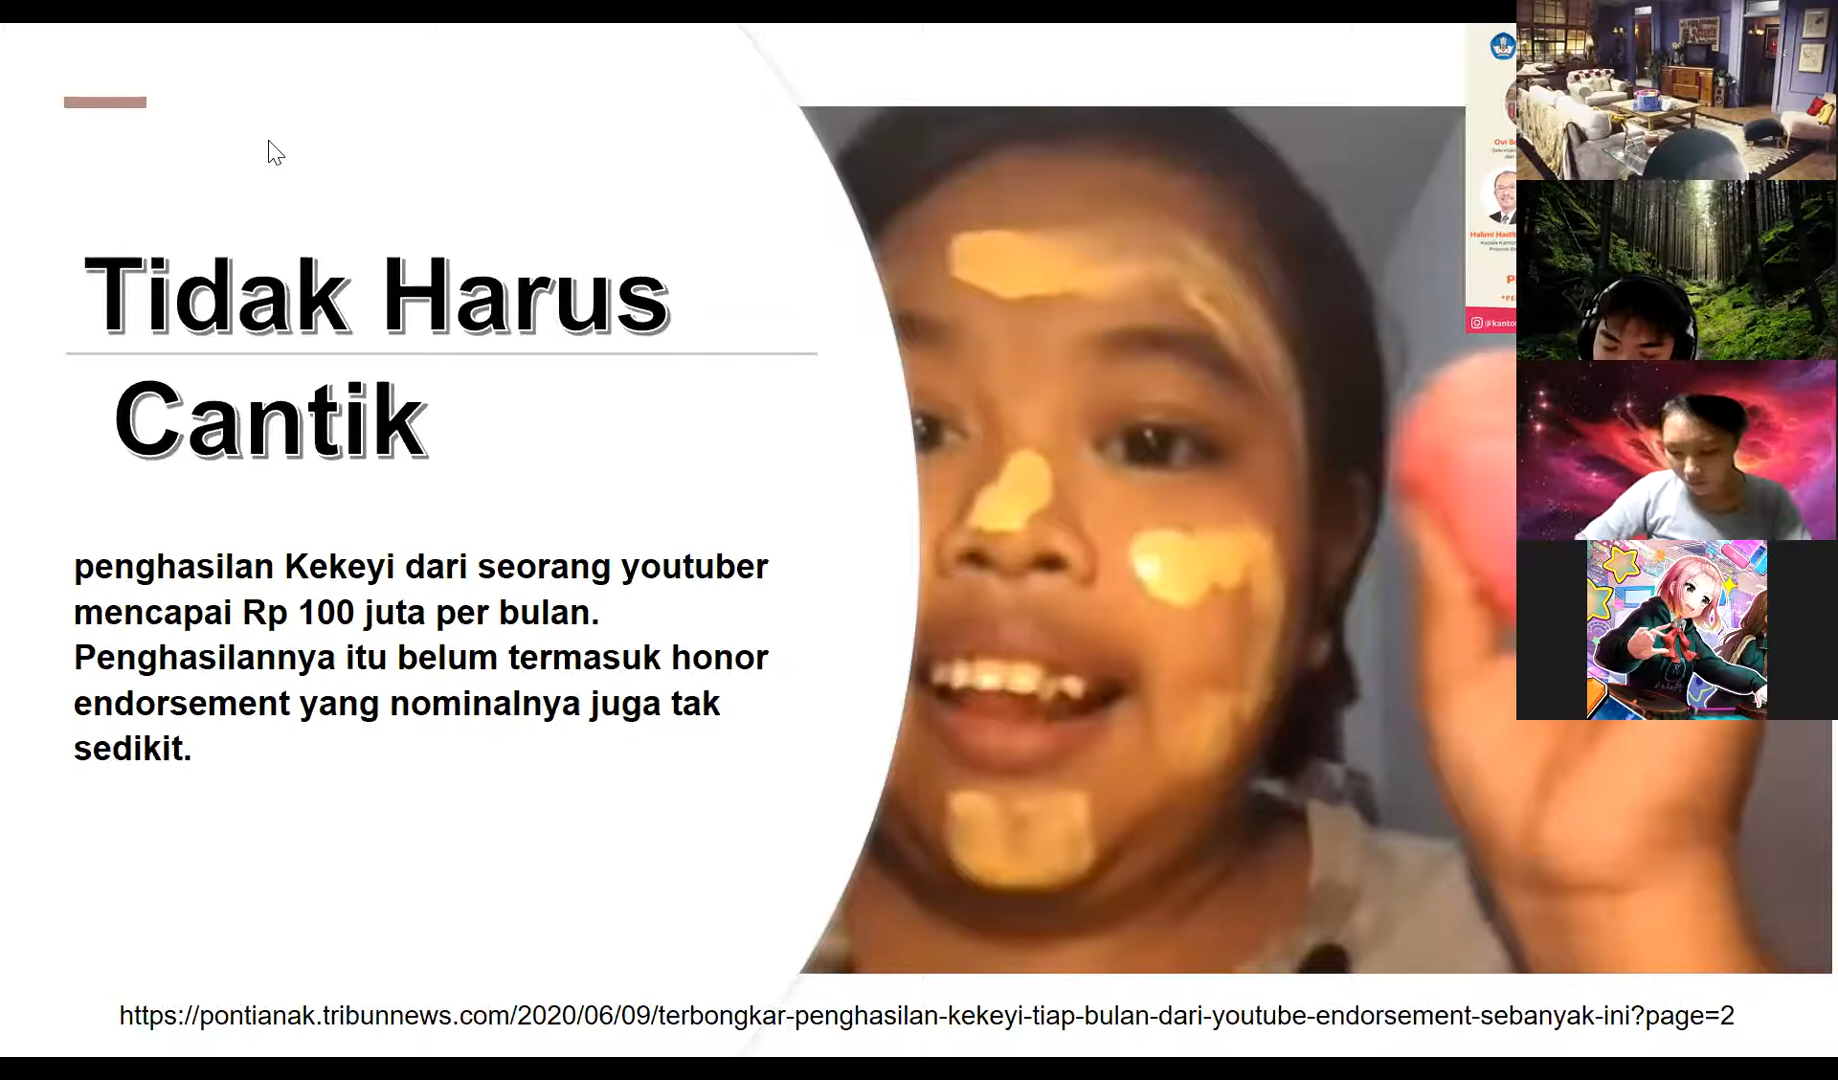 Tidak Harus
Cantik
penghasilan Kekeyi dari seorang youtuber
mencapai Rp 100 juta per bulan.
Penghasilannya itu belum termasuk honor
endorsement yang nominalnya juga tak
sedikit.
https://pontianak.tribunnews.com/2020/06/09/terbongkar-penghasilan-kekeyi-tiap-bulan-dari-youtube-endorsement-sebanyak-ini?page=2
Ovi
Halimi